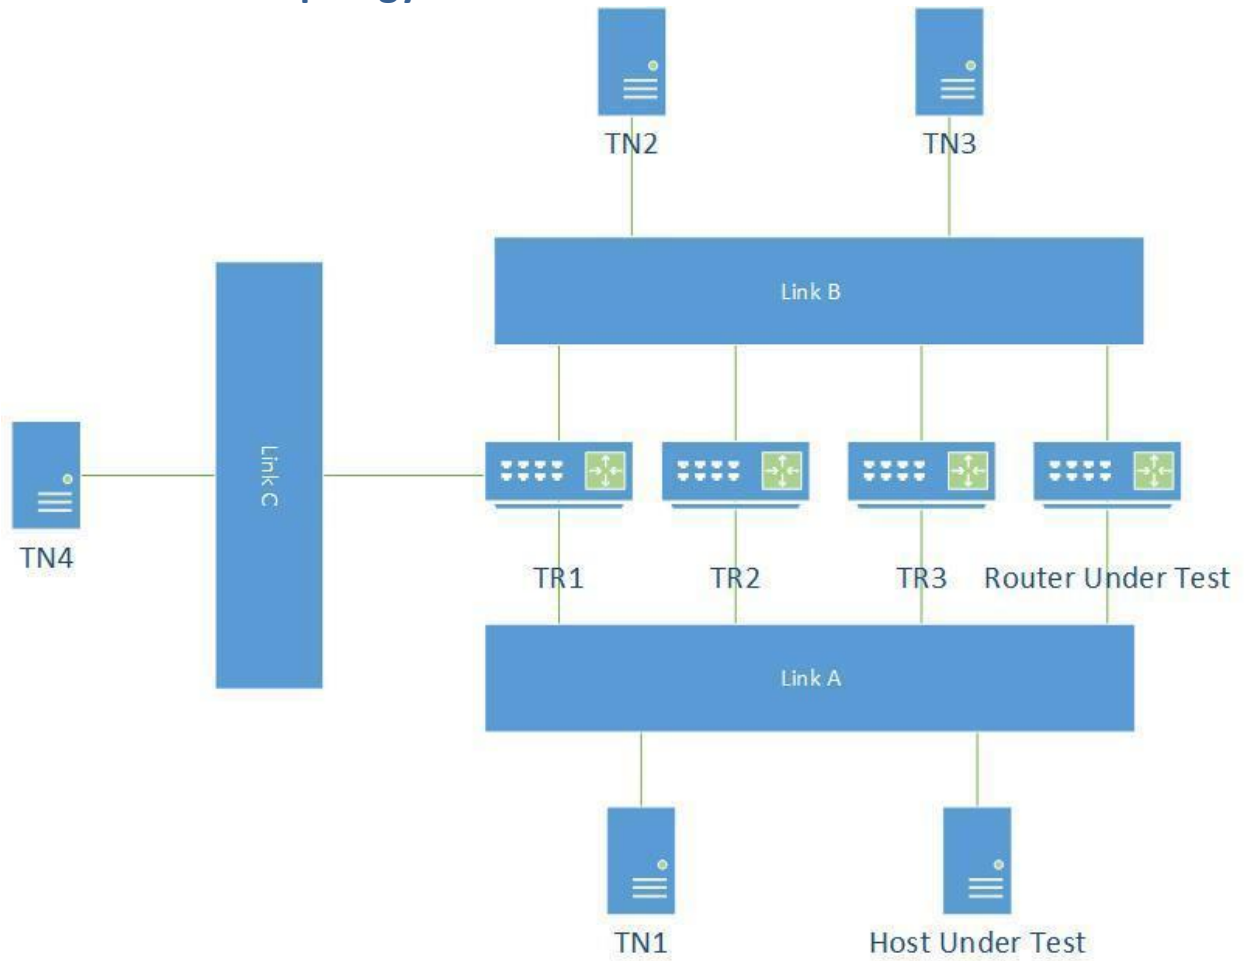 TN2
TN3
Link B
Link C
TN4
TR1
TR2
TR3
Router Under Test
Link A
TN1
Host Under Test